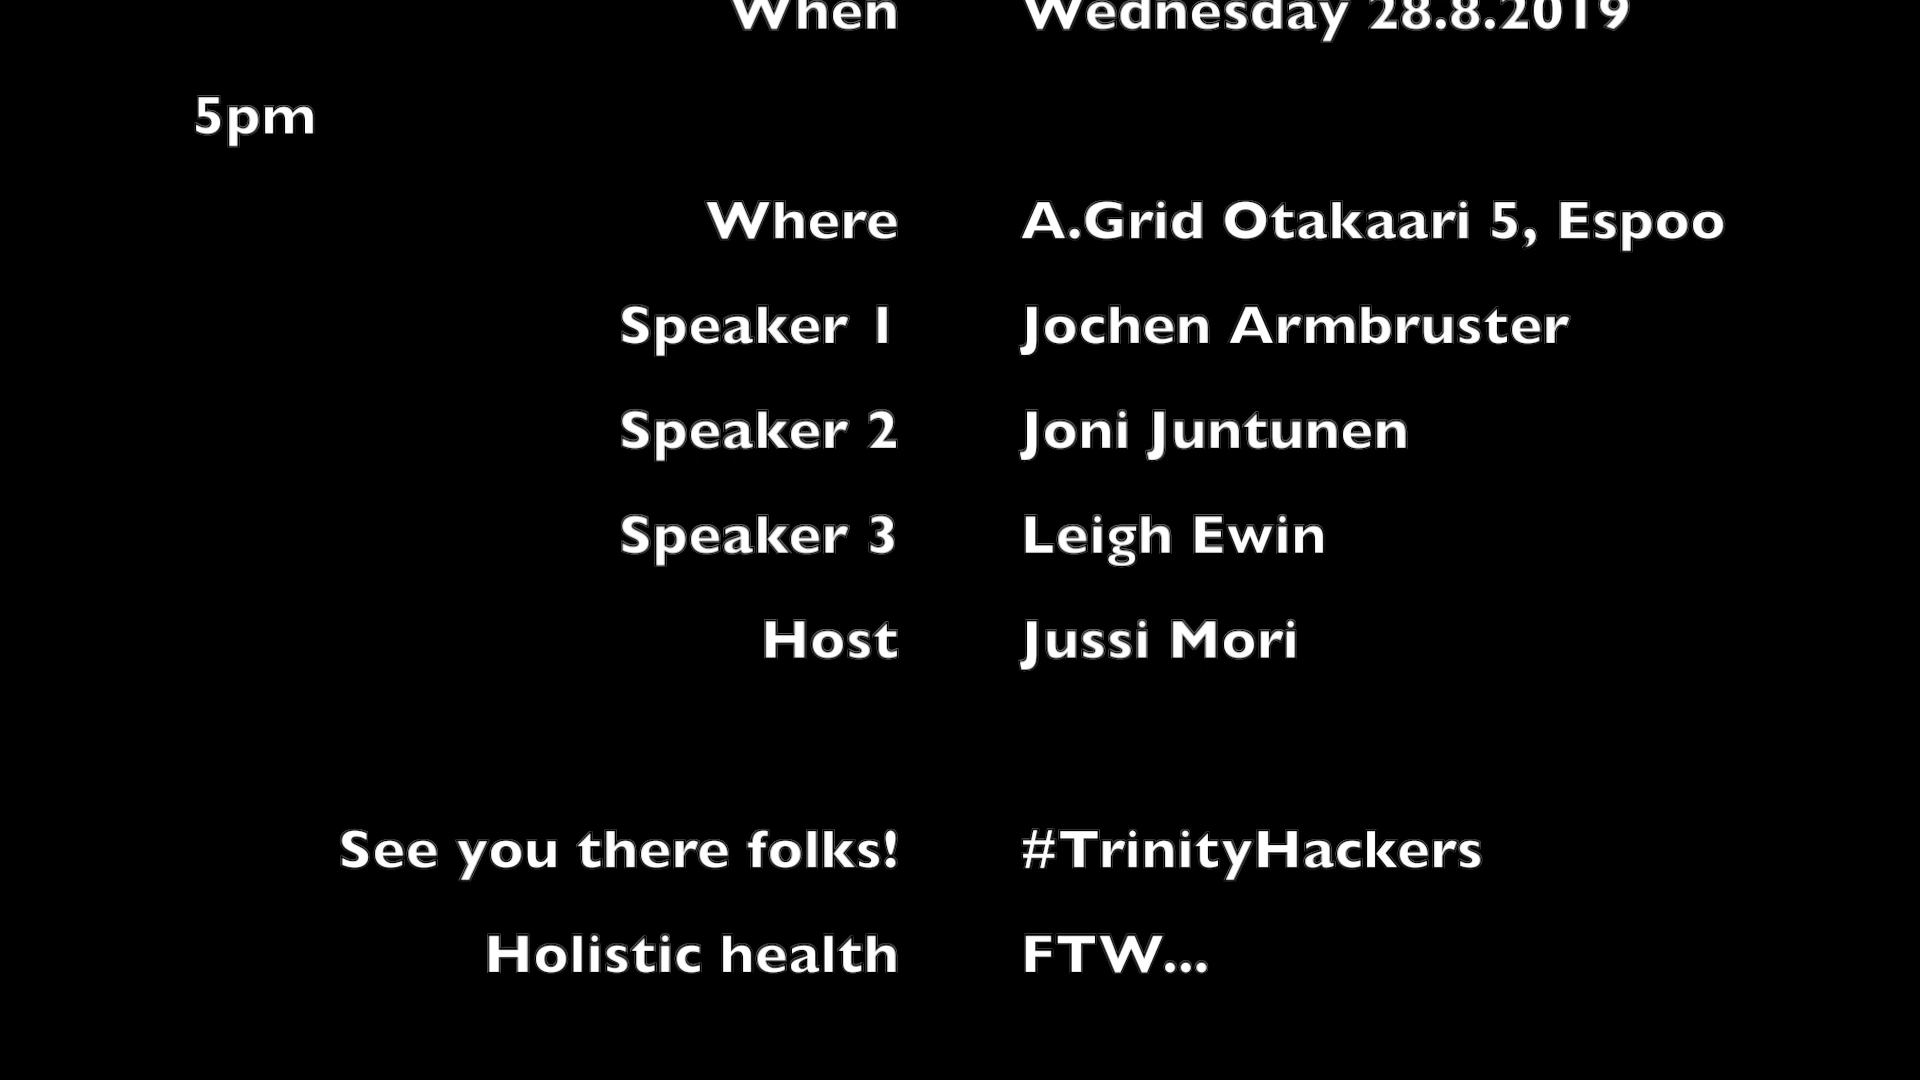 When Wednesday 28.8.2019
5pm
Where A.Grid Otakaari 5, Espoo
Speaker 1 Jochen Armbruster
Speaker 2 Joni Juntunen
Speaker 3 Leigh Ewin
Host Jussi Mori
See you there folks! #TrinityHackers
Holistic health FTW...